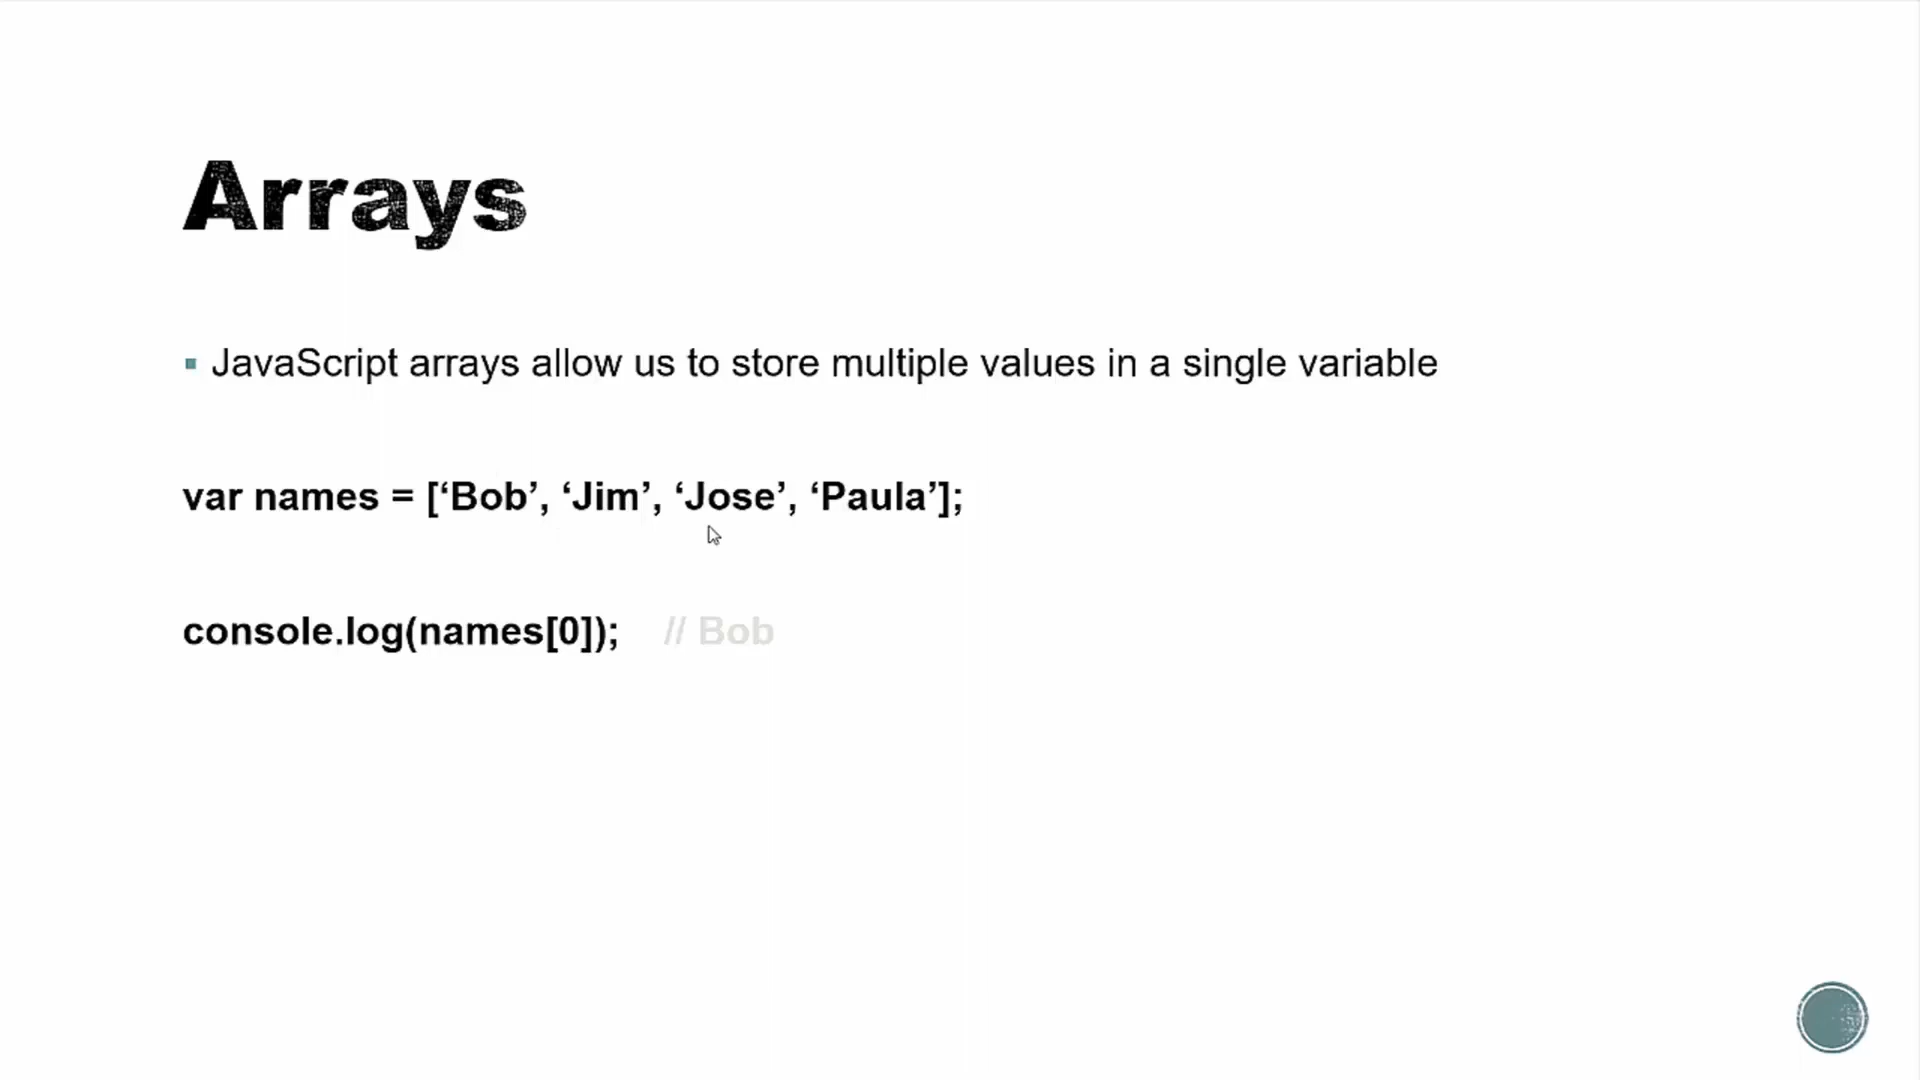 Arrays
JavaScript arrays allow us to store multiple values in a single variable
var names = [‘Bob’, ‘Jim’, ‘Jose’, ‘Paula’];
console.log(names[0]); // Bob